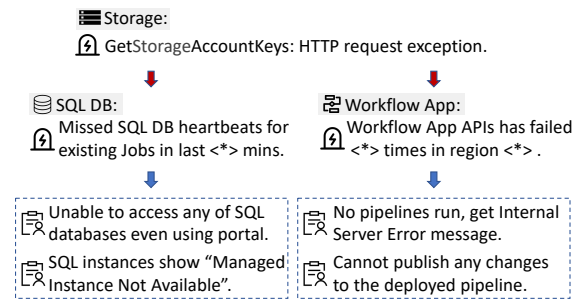 Storage:
GetStorageAccountKeys: HTTP request exception.
SQL DB:
Missed SQL DB heartbeats for
existing Jobs in last <*> mins.
Workflow App:
Workflow App APIs has failed
<*> times in region <*> .
Unable to access any of SQL
databases even using portal.
SQL instances show “Managed
Instance Not Available”.
No pipelines run, get Internal
Server Error message.
Cannot publish any changes
to the deployed pipeline.